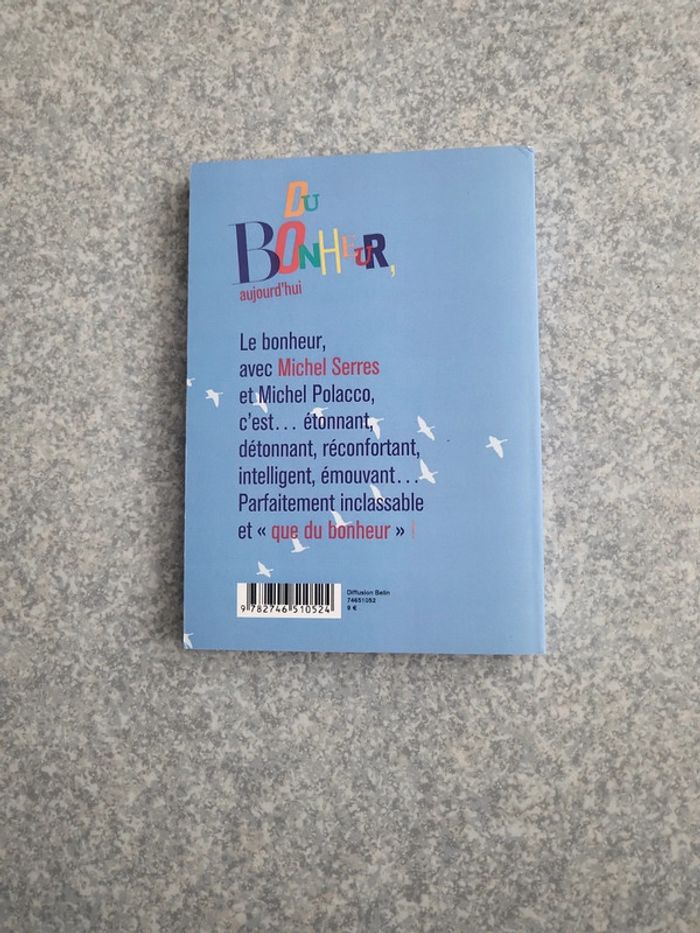 DU
BONHEUR,
aujourd'hui
Le bonheur,
avec Michel Serres
et Michel Polacco,
c'est... étonnant,
détonnant, réconfortant,
intelligent, émouvant...
Parfaitement inclassable
et « que du bonheur » !
9 782746 510524
Diffusion Belin
74651052
9 €